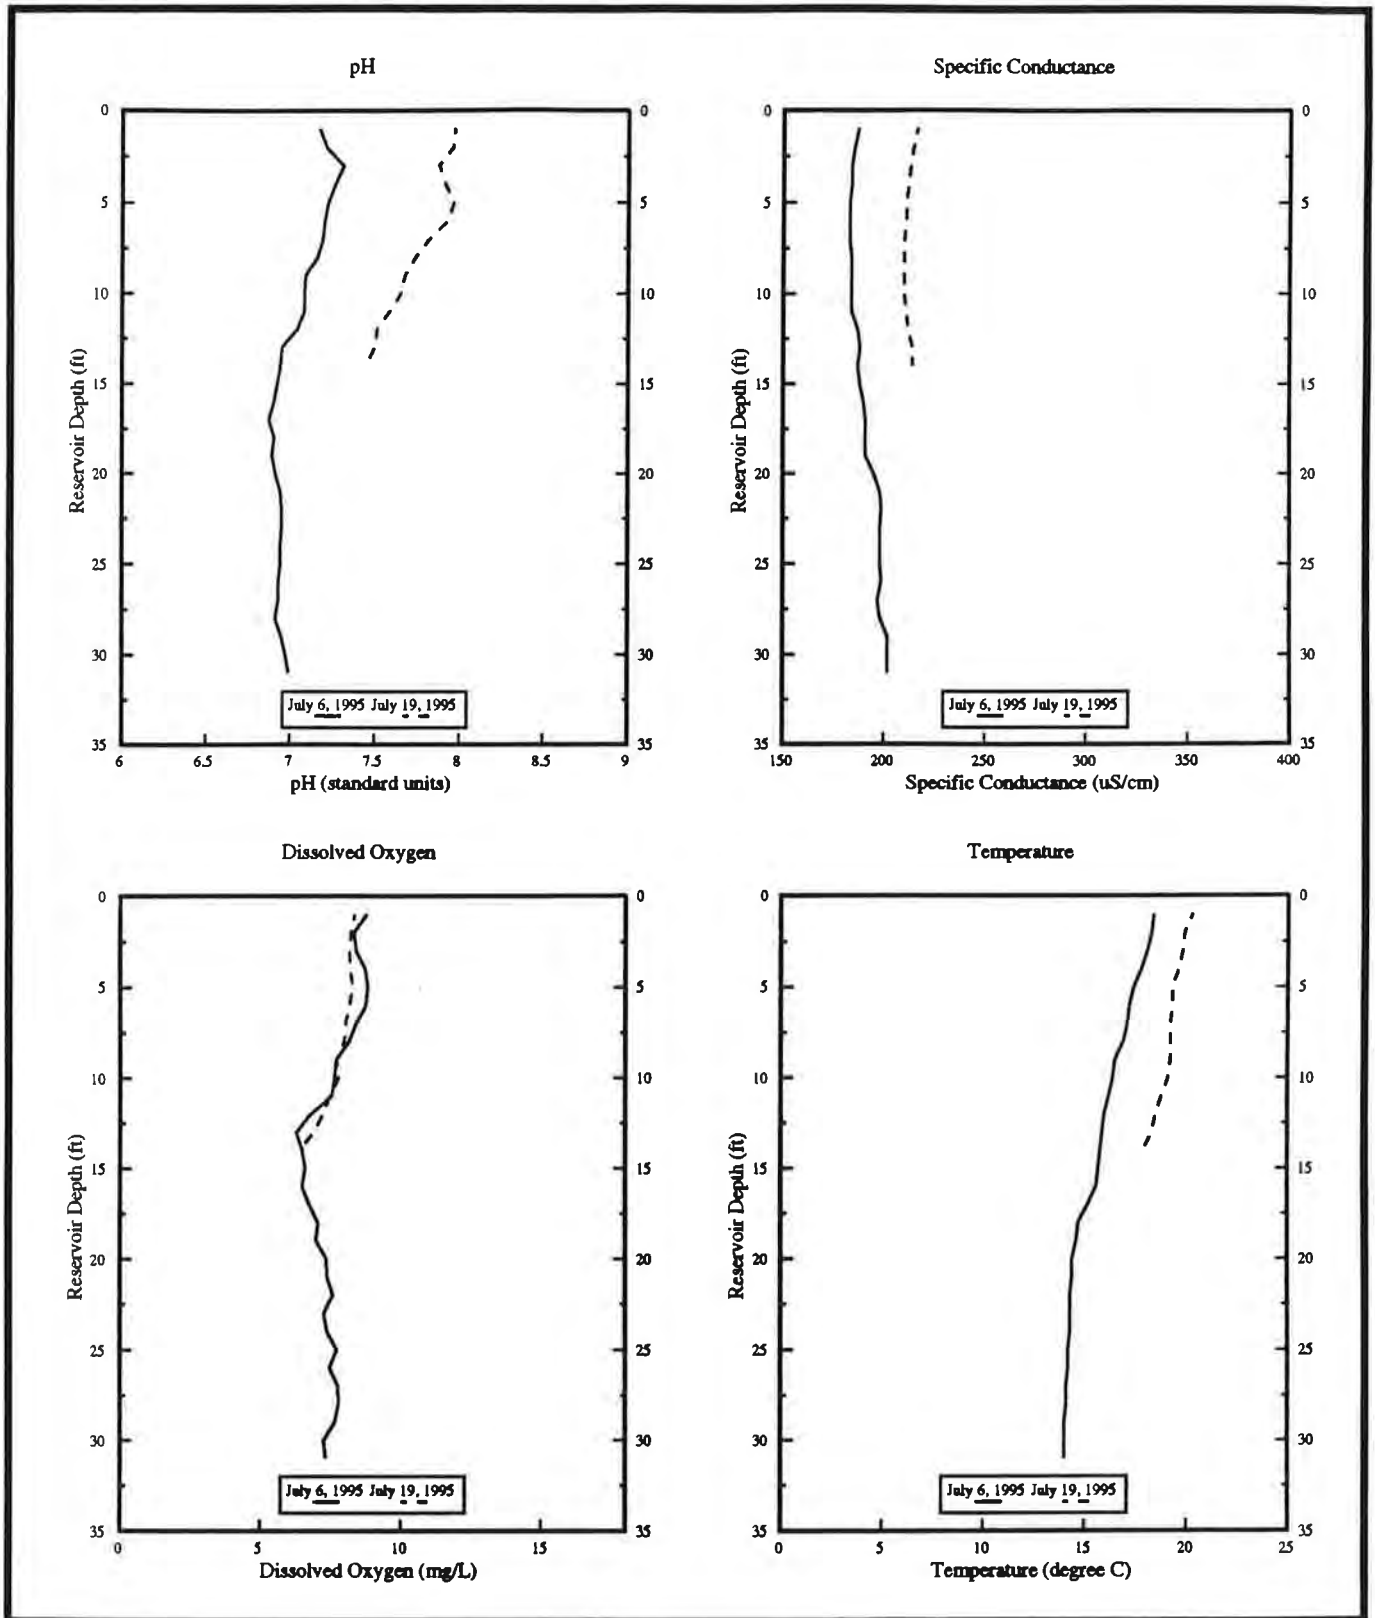 pH
0 0
5 5
10 10
15 15
20 20
25 25
30 30
35 35
Reservoir Depth (ft)
July 6, 1995 July 19, 1995
6 6.5 7 7.5 8 8.5 9
pH (standard units)
Specific Conductance
0 0
5 5
10 10
15 15
20 20
25 25
30 30
35 35
Reservoir Depth (ft)
July 6, 1995 July 19, 1995
150 200 250 300 350 400
Specific Conductance (uS/cm)
Dissolved Oxygen
0 0
5 5
10 10
15 15
20 20
25 25
30 30
35 35
Reservoir Depth (ft)
July 6, 1995 July 19, 1995
0 5 10 15
Dissolved Oxygen (mg/L)
Temperature
0 0
5 5
10 10
15 15
20 20
25 25
30 30
35 35
Reservoir Depth (ft)
July 6, 1995 July 19, 1995
0 5 10 15 20 25
Temperature (degree C)